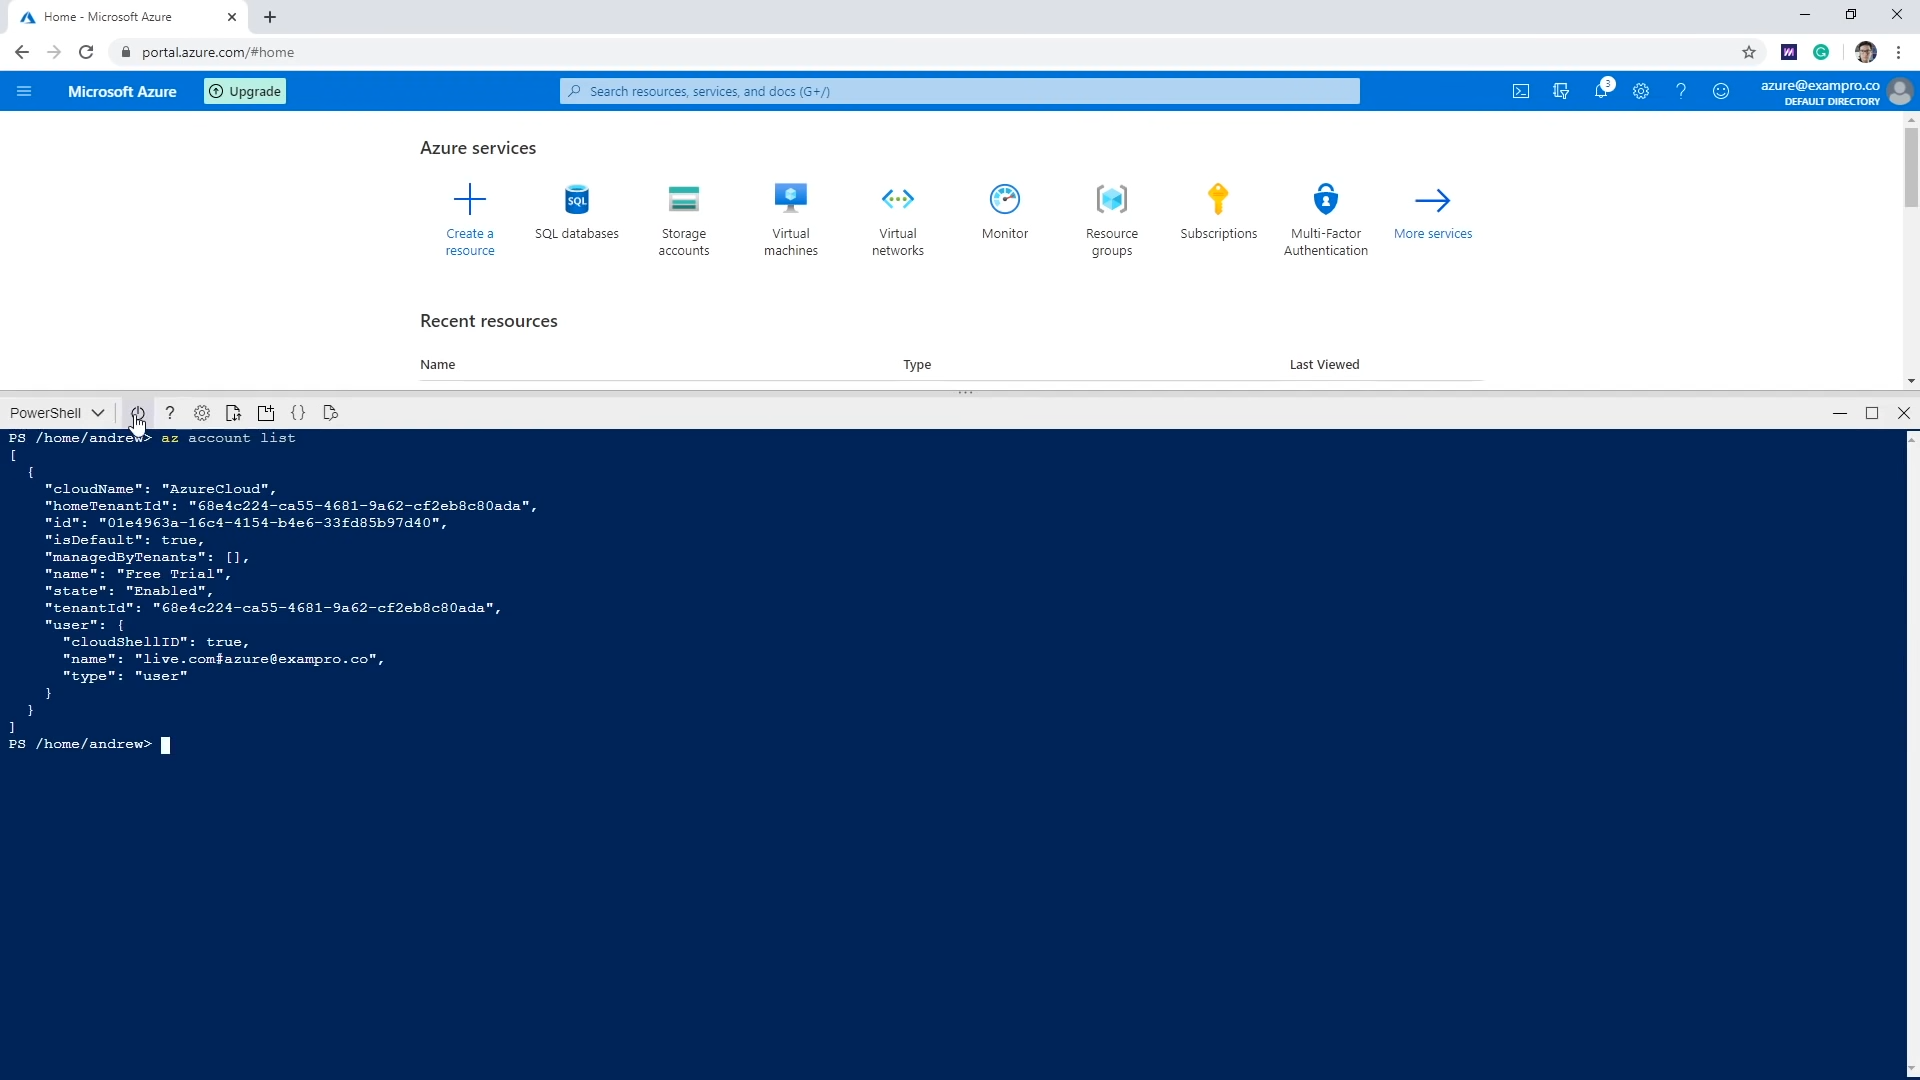 Home - Microsoft Azure
portal.azure.com/#home
Microsoft Azure
Upgrade
Search resources, services, and docs (G+/)
3
azure@exampro.co
DEFAULT DIRECTORY
Azure services
Create a resource
SQL
SQL databases
Storage accounts
Virtual machines
Virtual networks
Monitor
Resource groups
Subscriptions
Multi-Factor Authentication
More services
Recent resources
Name Type Last Viewed
PowerShell
PS /home/andrew> az account list
[
  {
    "cloudName": "AzureCloud",
    "homeTenantId": "68e4c224-ca55-4681-9a62-cf2eb8c80ada",
    "id": "01e4963a-16c4-4154-b4e6-33fd85b97d40",
    "isDefault": true,
    "managedByTenants": [],
    "name": "Free Trial",
    "state": "Enabled",
    "tenantId": "68e4c224-ca55-4681-9a62-cf2eb8c80ada",
    "user": {
      "cloudShellID": true,
      "name": "live.com#azure@exampro.co",
      "type": "user"
    }
  }
]
PS /home/andrew>